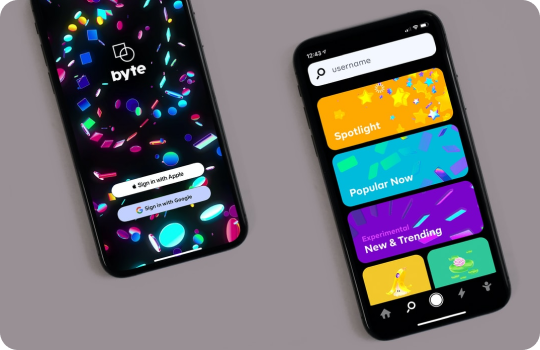 byte
Sign in with Apple
Sign in with Google
12:43
username
Spotlight
Popular Now
Experimental
New & Trending